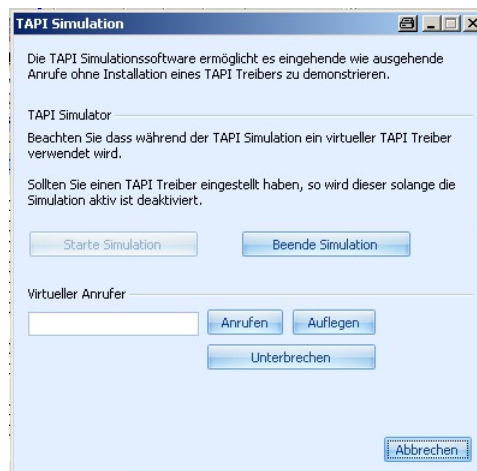 TAPI Simulation
Die TAPI Simulationssoftware ermöglicht es eingehende wie ausgehende
Anrufe ohne Installation eines TAPI Treibers zu demonstrieren.
TAPI Simulator
Beachten Sie dass während der TAPI Simulation ein virtueller TAPI Treiber
verwendet wird.
Sollten Sie einen TAPI Treiber eingestellt haben, so wird dieser solange die
Simulation aktiv ist deaktiviert.
Starte Simulation
Beende Simulation
Virtueller Anrufer
Anrufen
Auflegen
Unterbrechen
Abbrechen